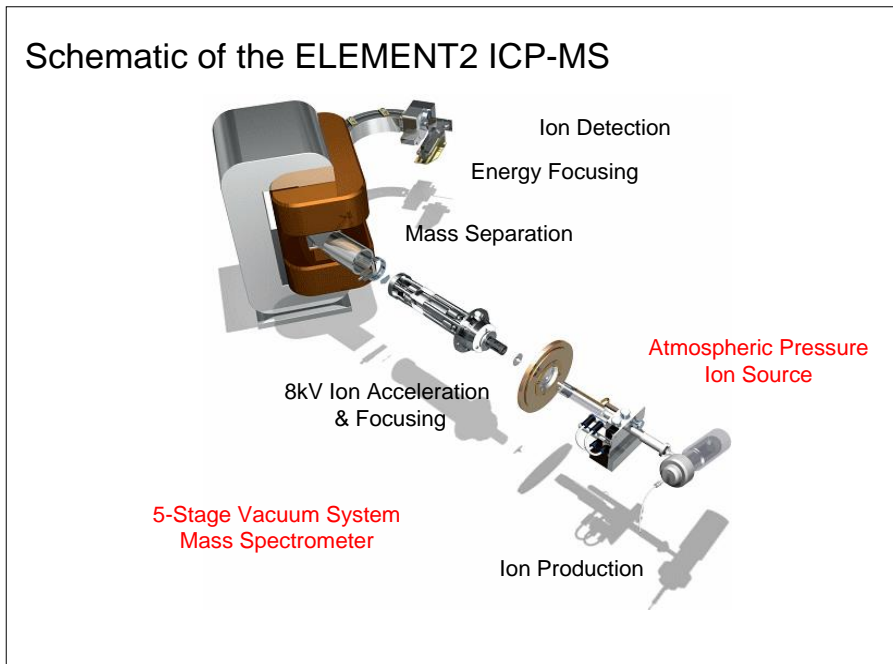 Schematic of the ELEMENT2 ICP-MS
Ion Detection
Energy Focusing
Mass Separation
Atmospheric Pressure
Ion Source
8kV Ion Acceleration
& Focusing
5-Stage Vacuum System
Mass Spectrometer
Ion Production